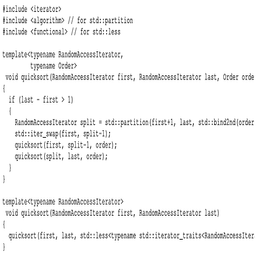 #include <iterator>
#include <algorithm> // for std::partition
#include <functional> // for std::less

template<typename RandomAccessIterator,
         typename Order>
 void quicksort(RandomAccessIterator first, RandomAccessIterator last, Order orde
{
  if (last - first > 1)
  {
    RandomAccessIterator split = std::partition(first+1, last, std::bind2nd(order
    std::iter_swap(first, split-1);
    quicksort(first, split-1, order);
    quicksort(split, last, order);
  }
}

template<typename RandomAccessIterator>
 void quicksort(RandomAccessIterator first, RandomAccessIterator last)
{
  quicksort(first, last, std::less<typename std::iterator_traits<RandomAccessIter
}